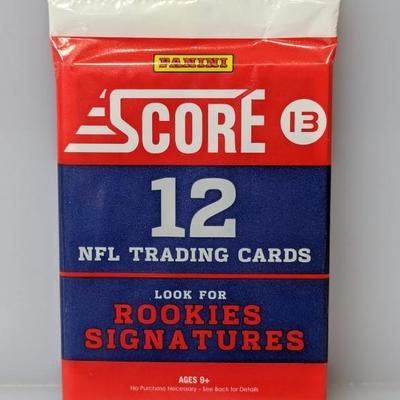 PANINI
SCORE 13
12
NFL TRADING CARDS
LOOK FOR
ROOKIES
SIGNATURES
AGES 9+
No Purchase Necessary – See Back for Details